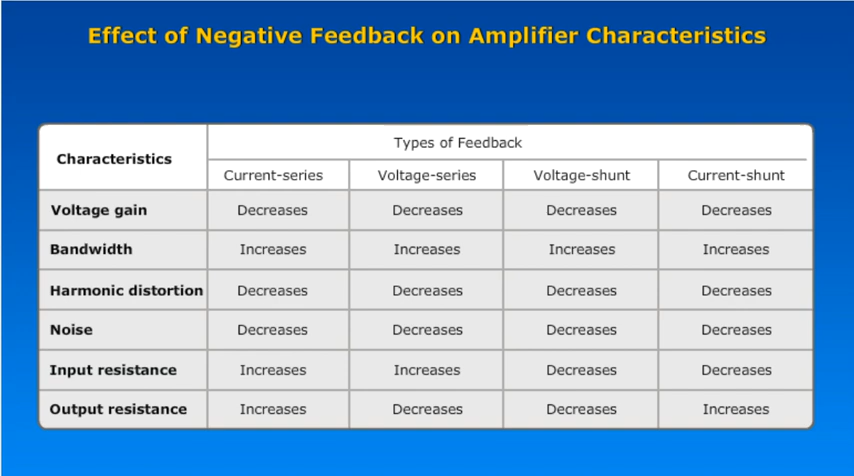 Effect of Negative Feedback on Amplifier Characteristics
Characteristics
Types of Feedback
Current-series Voltage-series Voltage-shunt Current-shunt
Voltage gain Decreases Decreases Decreases Decreases
Bandwidth Increases Increases Increases Increases
Harmonic distortion Decreases Decreases Decreases Decreases
Noise Decreases Decreases Decreases Decreases
Input resistance Increases Increases Decreases Decreases
Output resistance Increases Decreases Decreases Increases